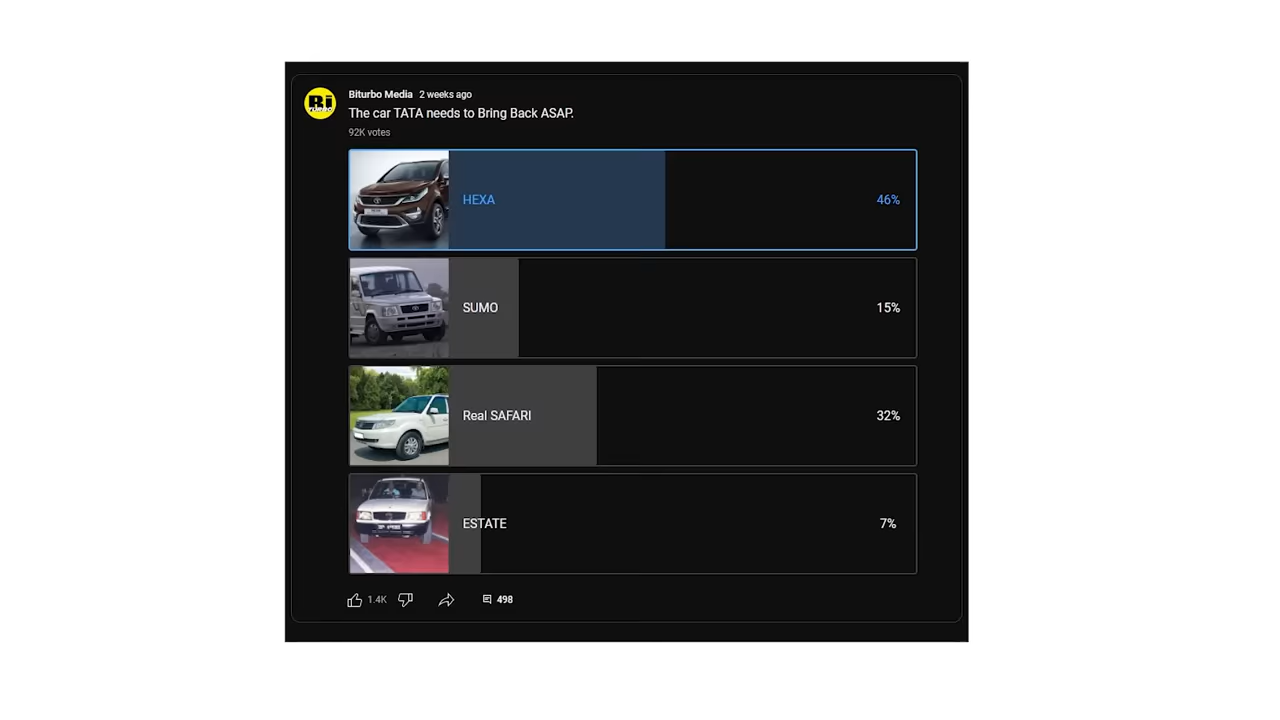 Bi
Biturbo Media 2 weeks ago
The car TATA needs to Bring Back ASAP.
92K votes
HEXA 46%
SUMO 15%
Real SAFARI 32%
ESTATE 7%
1.4K 498